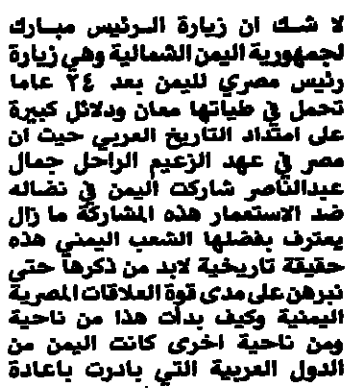 لا شك ان زيارة الرئيس مبارك
لجمهورية اليمن الشمالية وهي زيارة
رئيس مصري لليمن بعد ٢٤ عاما
تحمل في طياتها معان ودلائل كبيرة
على امتداد التاريخ العربي حيث ان
مصر في عهد الزعيم الراحل جمال
عبدالناصر شاركت اليمن في نضاله
ضد الاستعمار هذه المشاركة ما زال
يعترف بفضلها الشعب اليمني هذه
حقيقة تاريخية لابد من ذكرها حتي
نبرهن على مدى قوة العلاقات المصرية
اليمنية وكيف بدأت هذا من ناحية
ومن ناحية اخرى كانت اليمن من
الدول العربية التي بادرت باعادة